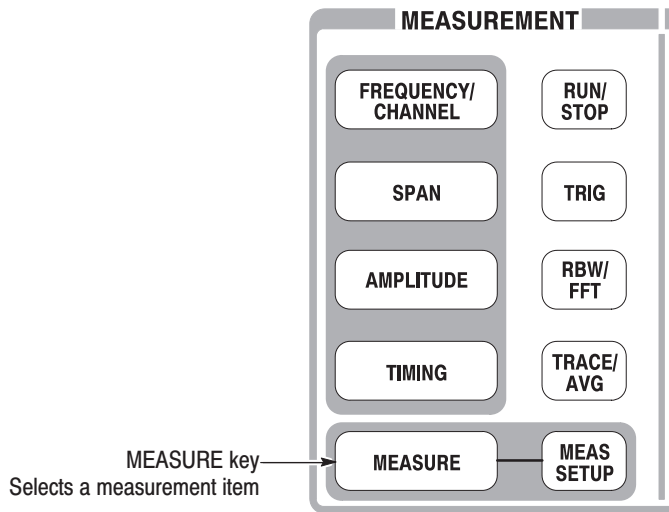 MEASUREMENT
FREQUENCY/
CHANNEL
RUN/
STOP
SPAN
TRIG
AMPLITUDE
RBW/
FFT
TIMING
TRACE/
AVG
MEASURE key
Selects a measurement item
MEASURE
MEAS
SETUP